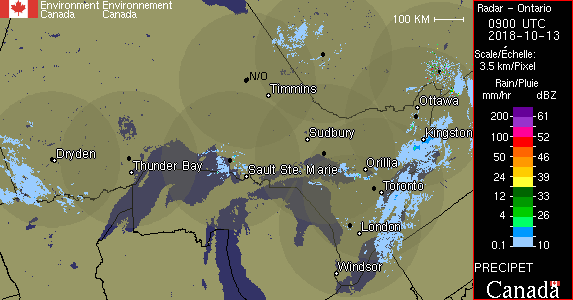 Environment Environnement
Canada Canada
100 KM
N/O
Timmins
Ottawa
Sudbury
Kingston
Dryden
Thunder Bay
Sault Ste. Marie
Orillia
Toronto
London
Windsor
Radar - Ontario
0900 UTC
2018-10-13
Scale/Échelle:
3.5 km/Pixel
Rain/Pluie
mm/hr dBZ
200 61
100 52
50 46
24 39
12 33
4 26
0.1 10
PRECIPET
Canada